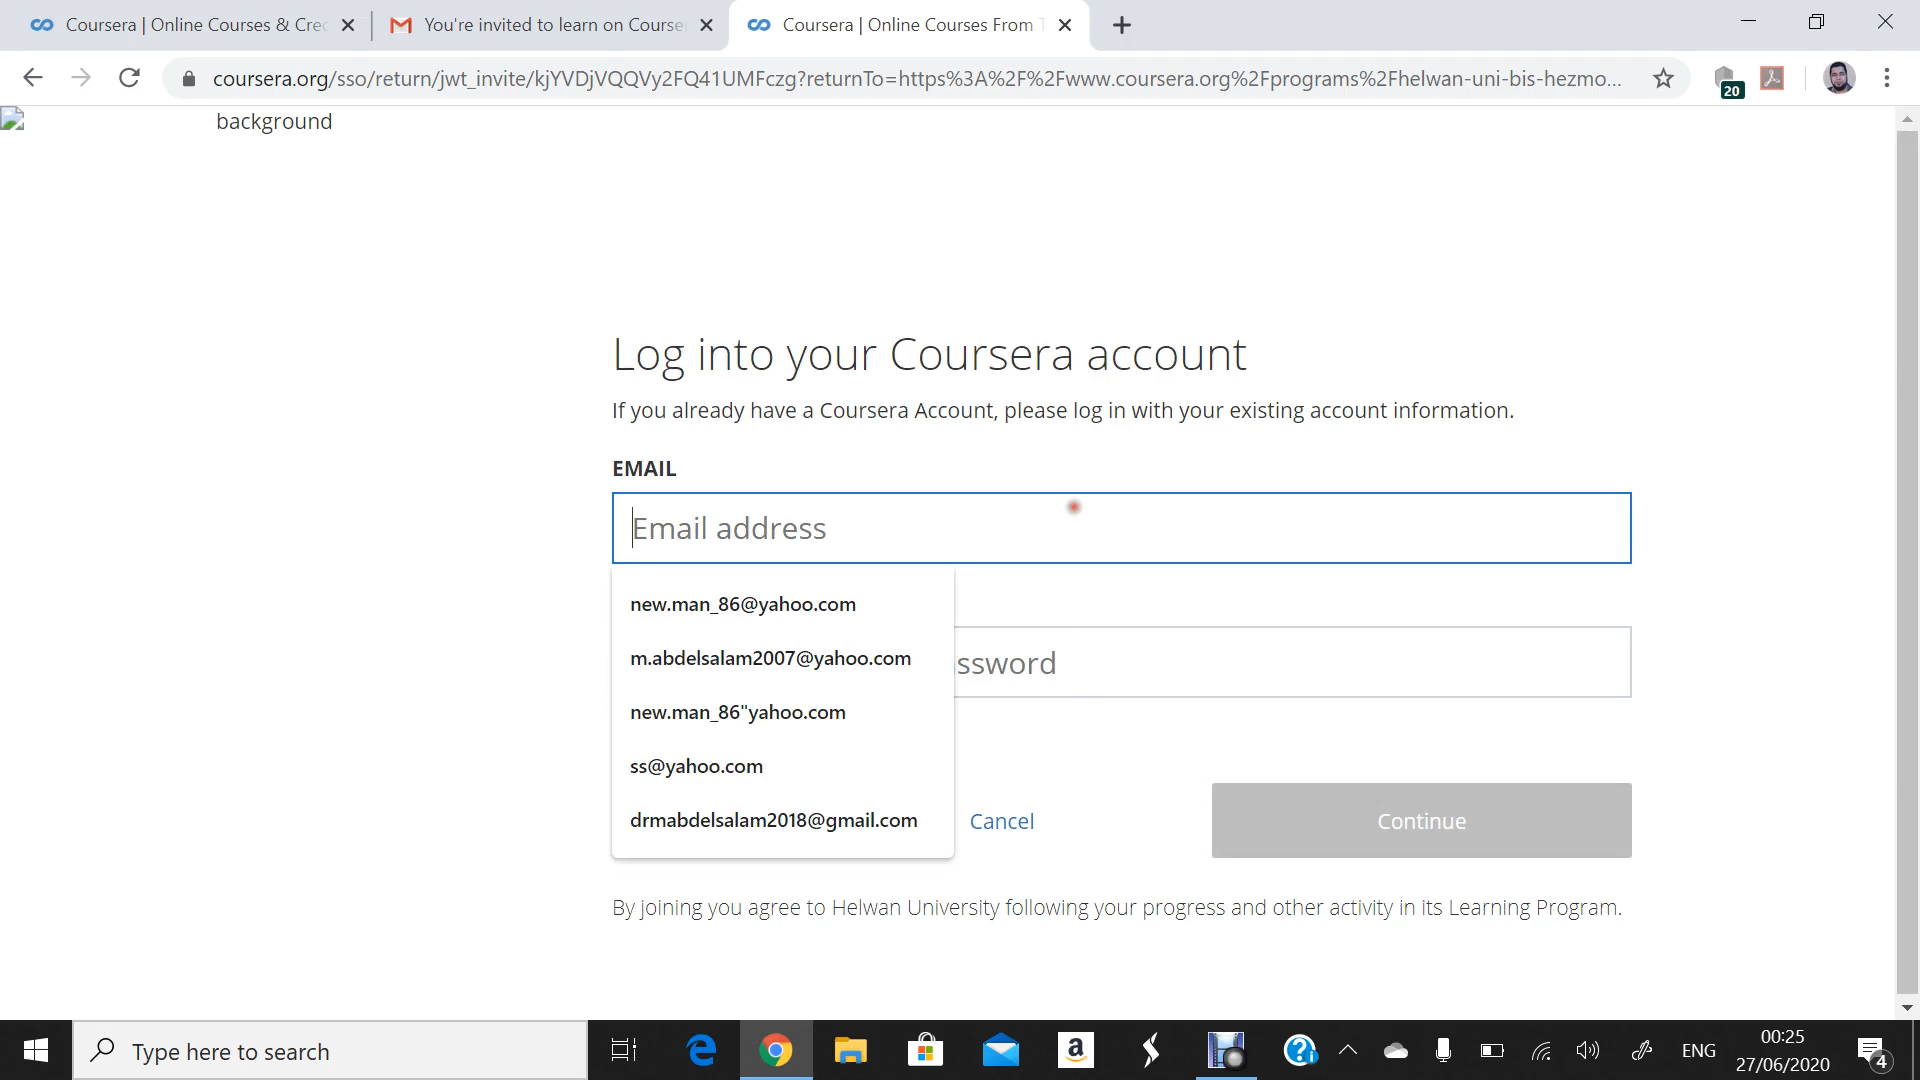 Coursera | Online Courses & Cre
You're invited to learn on Course
Coursera | Online Courses From T
coursera.org/sso/return/jwt_invite/kjYVDjVQQVy2FQ41UMFczg?returnTo=https%3A%2F%2Fwww.coursera.org%2Fprograms%2Fhelwan-uni-bis-hezmo...
20
background
Log into your Coursera account
If you already have a Coursera Account, please log in with your existing account information.
EMAIL
Email address
new.man_86@yahoo.com
m.abdelsalam2007@yahoo.com
ssword
new.man_86"yahoo.com
ss@yahoo.com
drmabdelsalam2018@gmail.com
Cancel
Continue
By joining you agree to Helwan University following your progress and other activity in its Learning Program.
Type here to search
ENG
00:25
27/06/2020
4